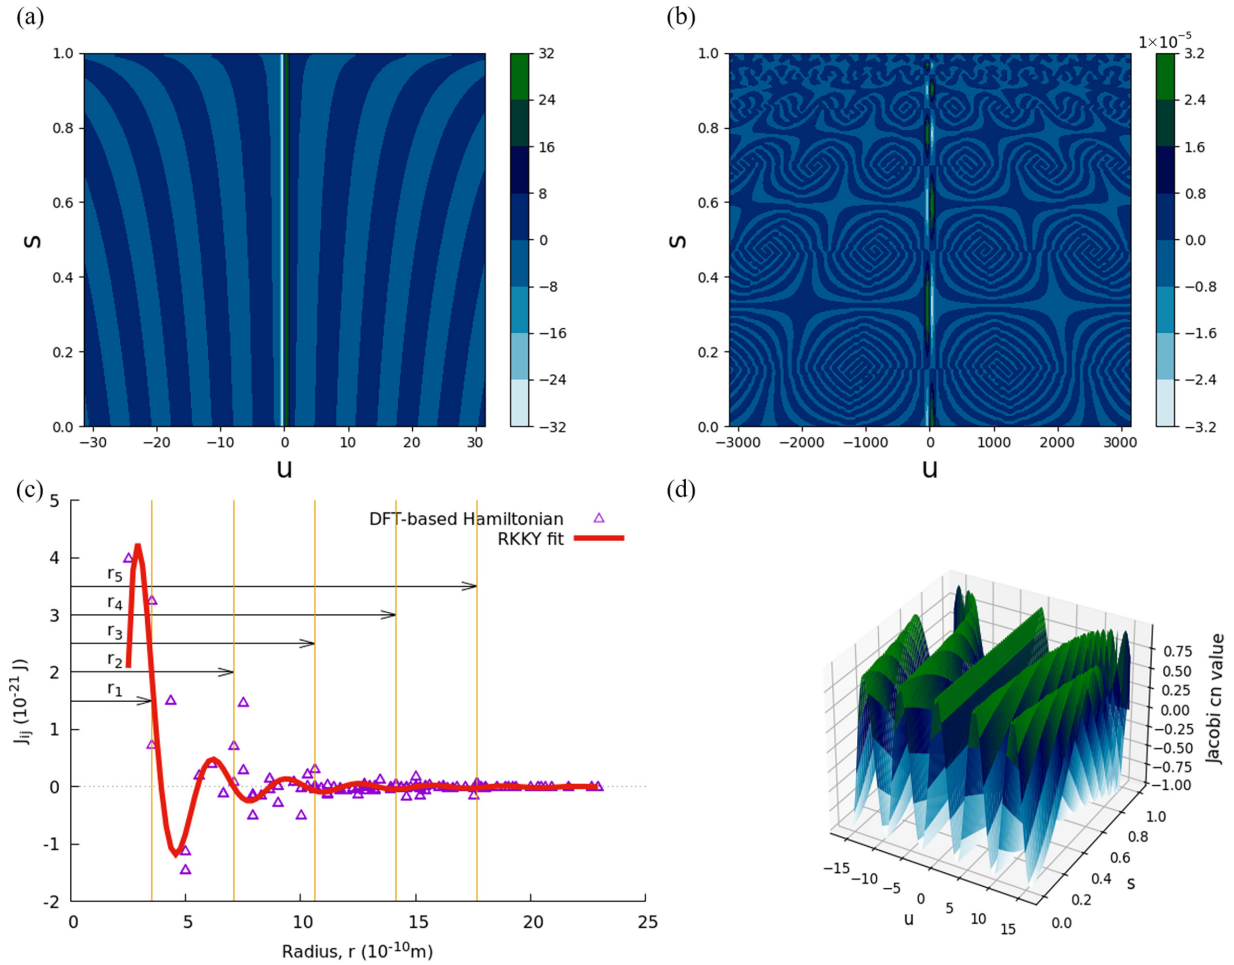 (a)
s
1.0
0.8
0.6
0.4
0.2
0.0
−30 −20 −10 0 10 20 30
u
32
24
16
8
0
−8
−16
−24
−32
(b)
s
1.0
0.8
0.6
0.4
0.2
0.0
−3000 −2000 −1000 0 1000 2000 3000
u
1×10⁻⁵
3.2
2.4
1.6
0.8
0.0
−0.8
−1.6
−2.4
−3.2
(c)
Jij (10⁻²¹ J)
5
4
3
2
1
0
-1
-2
DFT-based Hamiltonian
RKKY fit
r5
r4
r3
r2
r1
0 5 10 15 20 25
Radius, r (10⁻¹⁰m)
(d)
0.75
0.50
0.25
0.00
−0.25
−0.50
−0.75
−1.00
Jacobi cn value
−15 −10 −5 0 5 10 15
u
0.0 0.2 0.4 0.6 0.8 1.0
s